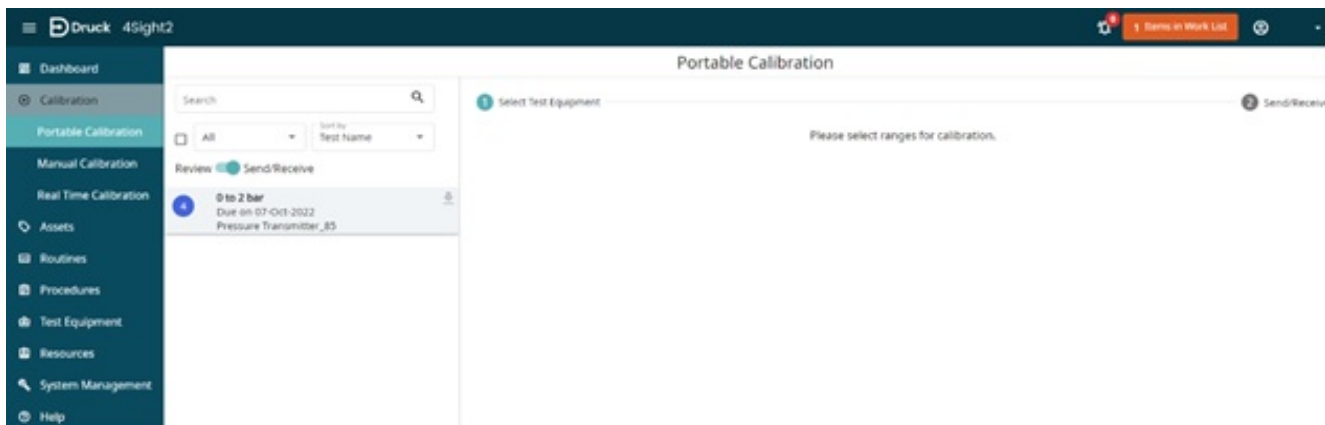 Druck 4Sight2
1 Items in Work List
Dashboard
Calibration
Portable Calibration
Manual Calibration
Real Time Calibration
Assets
Routines
Procedures
Test Equipment
Resources
System Management
Help
Portable Calibration
Search
All
Sort by
Test Name
Review Send/Receive
4
0 to 2 bar
Due on 07-Oct-2022
Pressure Transmitter_85
1 Select Test Equipment
2 Send/Receive
Please select ranges for calibration.